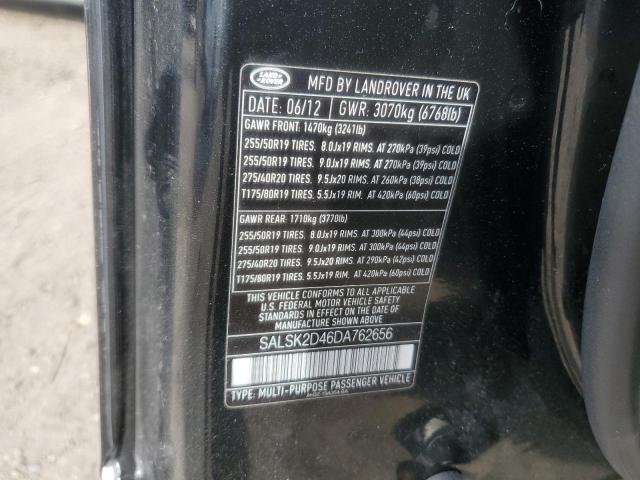 LAND ROVER
MFD BY LANDROVER IN THE UK
DATE: 06/12 GWR: 3070kg (6768lb)
GAWR FRONT: 1470kg (3241lb)
255/50R19 TIRES. 8.0Jx19 RIMS. AT 270kPa (39psi) COLD
255/50R19 TIRES. 9.0Jx19 RIMS. AT 270kPa (39psi) COLD
275/40R20 TIRES. 9.5Jx20 RIMS. AT 260kPa (38psi) COLD
T175/80R19 TIRES. 5.5Jx19 RIM. AT 420kPa (60psi) COLD
GAWR REAR: 1710kg (3770lb)
255/50R19 TIRES. 8.0Jx19 RIMS. AT 300kPa (44psi) COLD
255/50R19 TIRES. 9.0Jx19 RIMS. AT 300kPa (44psi) COLD
275/40R20 TIRES. 9.5Jx20 RIMS. AT 290kPa (42psi) COLD
T175/80R19 TIRES. 5.5Jx19 RIM. AT 420kPa (60psi) COLD
THIS VEHICLE CONFORMS TO ALL APPLICABLE
U.S. FEDERAL MOTOR VEHICLE SAFETY
STANDARDS IN EFFECT ON THE DATE OF
MANUFACTURE SHOWN ABOVE
SALSK2D46DA762656
TYPE: MULTI-PURPOSE PASSENGER VEHICLE